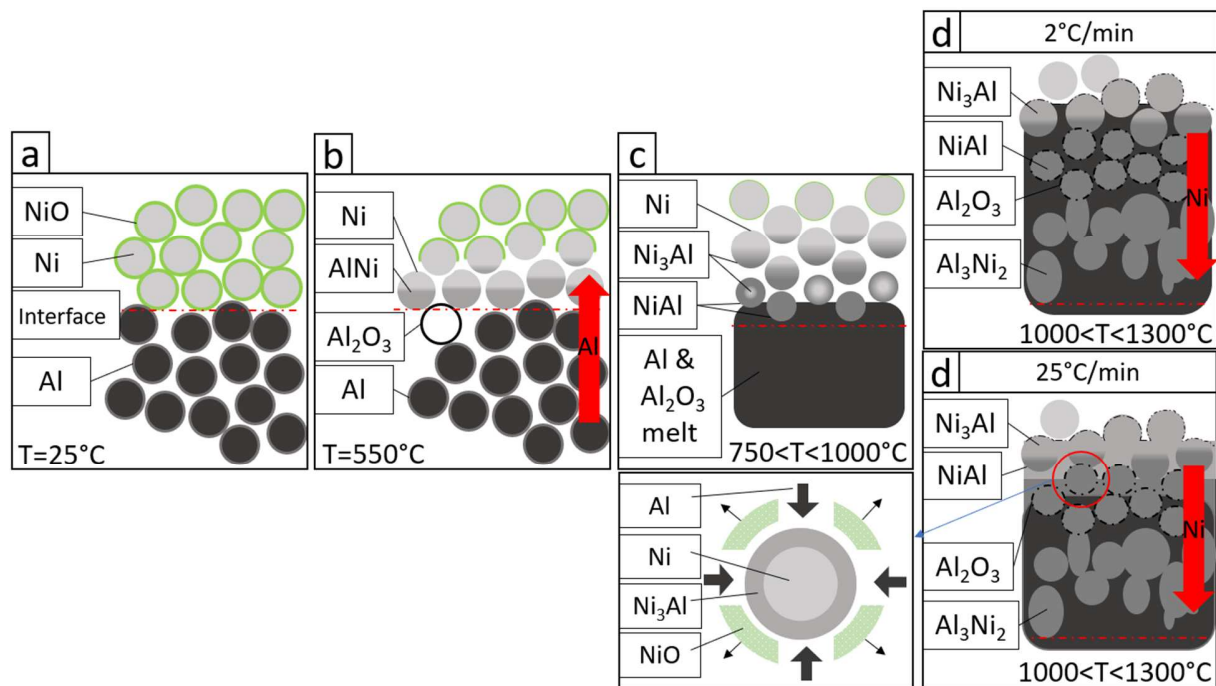 a
NiO
Ni
Interface
Al
T=25°C
b
Ni
AlNi
Al₂O₃
Al
Al
T=550°C
c
Ni
Ni₃Al
NiAl
Al &
Al₂O₃
melt
750<T<1000°C
Al
Ni
Ni₃Al
NiO
d
2°C/min
Ni₃Al
NiAl
Al₂O₃
Al₃Ni₂
Ni
1000<T<1300°C
d
25°C/min
Ni₃Al
NiAl
Al₂O₃
Al₃Ni₂
Ni
1000<T<1300°C